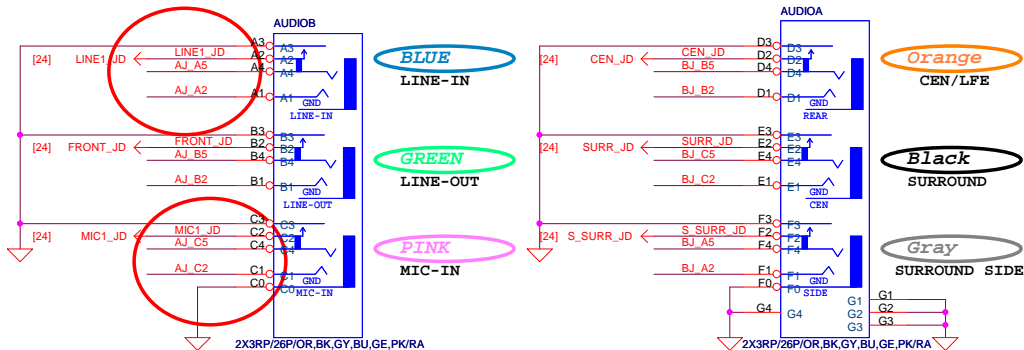 AUDIOB
A3
A3
[24] LINE1_JD LINE1_JD A2
A2
AJ_A5 A4
A4
AJ_A2 A1
A1
GND
LINE-IN
BLUE
LINE-IN
B3
B3
[24] FRONT_JD FRONT_JD B2
B2
AJ_B5 B4
B4
AJ_B2 B1
B1
GND
LINE-OUT
GREEN
LINE-OUT
C3
C3
[24] MIC1_JD MIC1_JD C2
C2
AJ_C5 C4
C4
AJ_C2 C1
C1
GND
C0
C0
MIC-IN
PINK
MIC-IN
2X3RP/26P/OR,BK,GY,BU,GE,PK/RA
AUDIOA
D3
D3
[24] CEN_JD CEN_JD D2
D2
BJ_B5 D4
D4
BJ_B2 D1
D1
GND
REAR
Orange
CEN/LFE
E3
E3
[24] SURR_JD SURR_JD E2
E2
BJ_C5 E4
E4
BJ_C2 E1
E1
GND
CEN
Black
SURROUND
F3
F3
[24] S_SURR_JD S_SURR_JD F2
F2
BJ_A5 F4
F4
BJ_A2 F1
F1
GND
F0
F0
SIDE
Gray
SURROUND SIDE
G4
G4
G1
G1
G2
G2
G3
G3
2X3RP/26P/OR,BK,GY,BU,GE,PK/RA